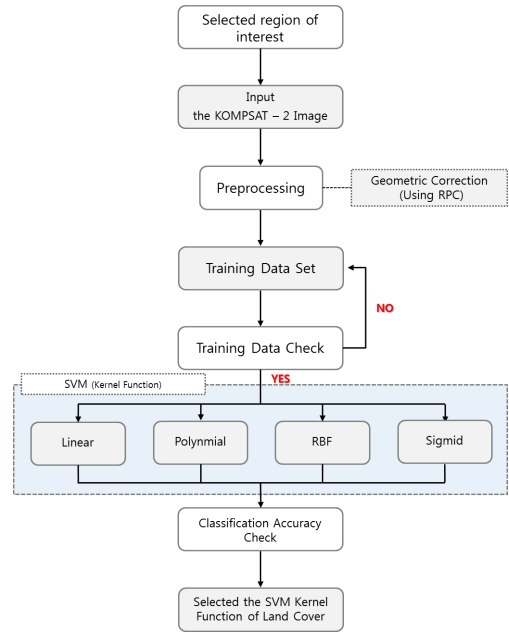 Selected region of
interest
Input
the KOMPSAT – 2 Image
Preprocessing
Geometric Correction
(Using RPC)
Training Data Set
NO
Training Data Check
YES
SVM (Kernel Function)
Linear
Polynmial
RBF
Sigmid
Classification Accuracy
Check
Selected the SVM Kernel
Function of Land Cover